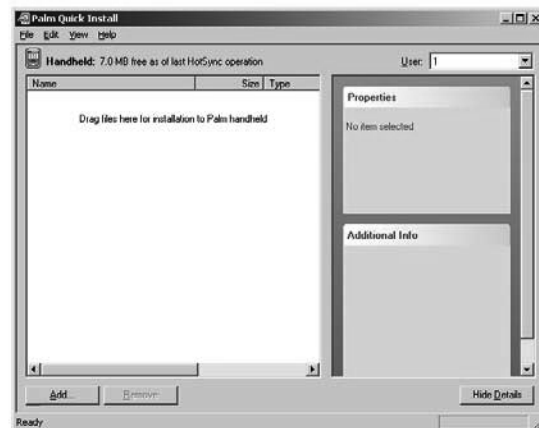 Palm Quick Install
File Edit View Help
Handheld: 7.0 MB free as of last HotSync operation User: 1
Name Size Type
Drag files here for installation to Palm handheld
Properties
No item selected
Additional Info
Add... Remove Hide Details
Ready